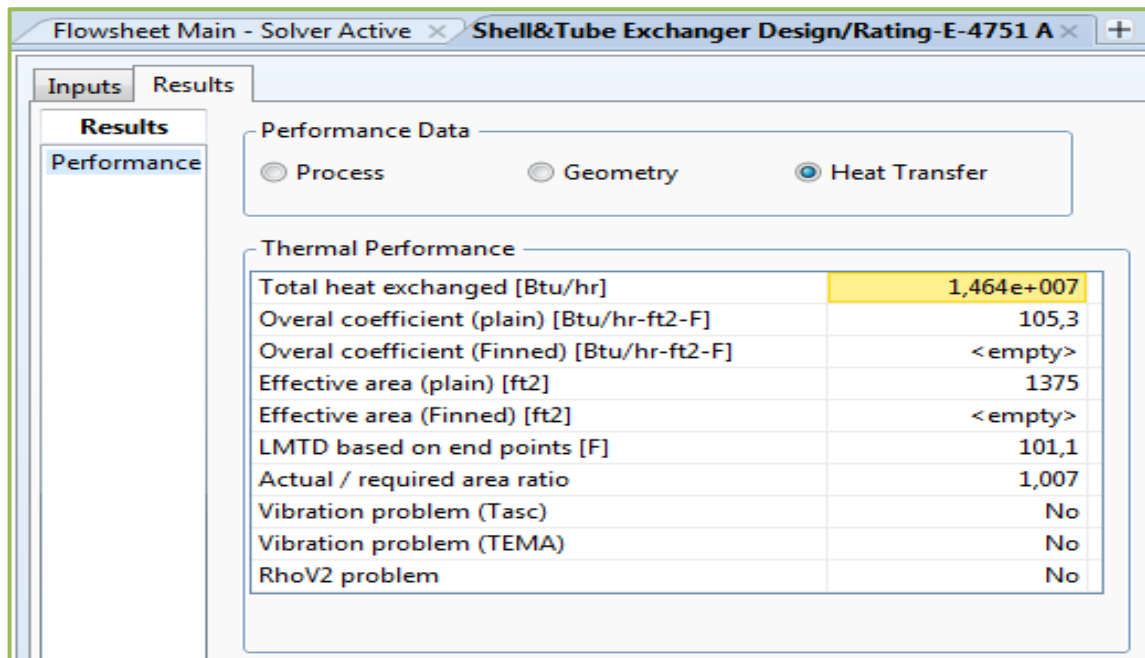 Flowsheet Main - Solver Active × Shell&Tube Exchanger Design/Rating-E-4751 A × +
Inputs Results
Results
Performance
Performance Data
Process Geometry Heat Transfer
Thermal Performance
Total heat exchanged [Btu/hr] 1,464e+007
Overal coefficient (plain) [Btu/hr-ft2-F] 105,3
Overal coefficient (Finned) [Btu/hr-ft2-F] <empty>
Effective area (plain) [ft2] 1375
Effective area (Finned) [ft2] <empty>
LMTD based on end points [F] 101,1
Actual / required area ratio 1,007
Vibration problem (Tasc) No
Vibration problem (TEMA) No
RhoV2 problem No